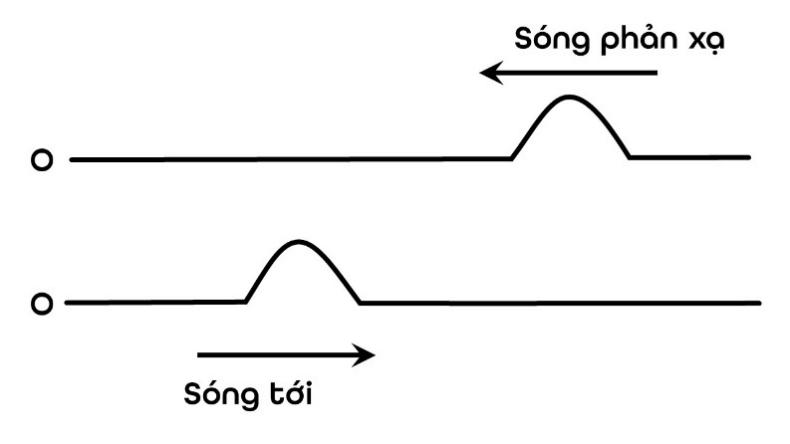 Sóng phản xạ
O
O
Sóng tới